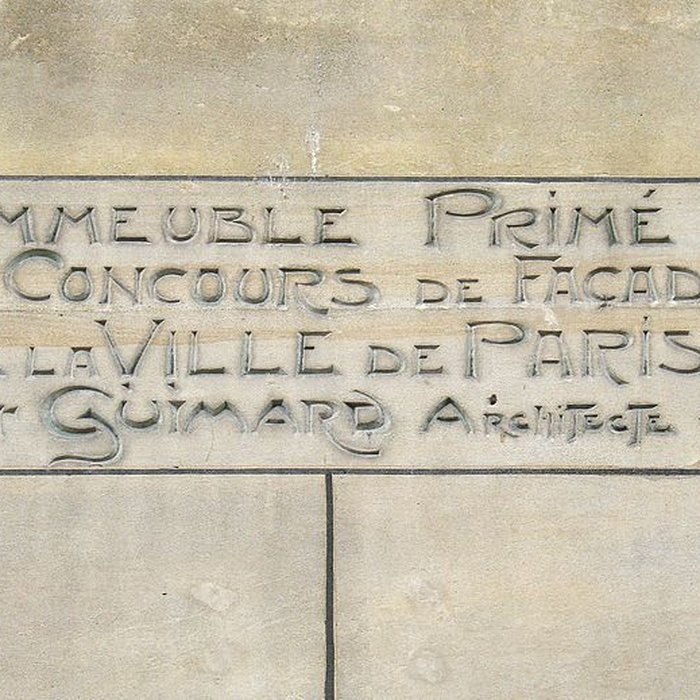 MMEUBLE PRIMÉ
CONCOURS DE FAÇAD
LA VILLE DE PARIS
GUIMARD ARCHITECTE